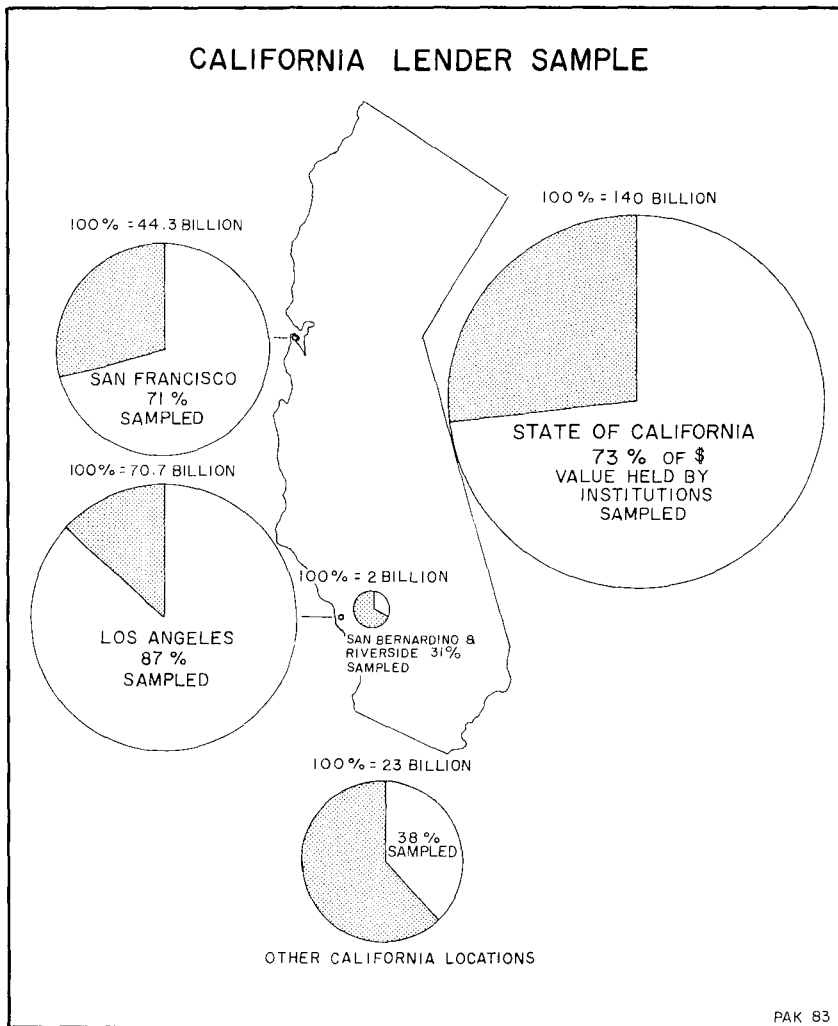 CALIFORNIA LENDER SAMPLE
100% = 44.3 BILLION
SAN FRANCISCO
71 %
SAMPLED
100% = 140 BILLION
STATE OF CALIFORNIA
73 % OF $
VALUE HELD BY
INSTITUTIONS
SAMPLED
100% = 70.7 BILLION
LOS ANGELES
87 %
SAMPLED
100% = 2 BILLION
SAN BERNARDINO &
RIVERSIDE 31%
SAMPLED
100% = 23 BILLION
38 %
SAMPLED
OTHER CALIFORNIA LOCATIONS
PAK 83